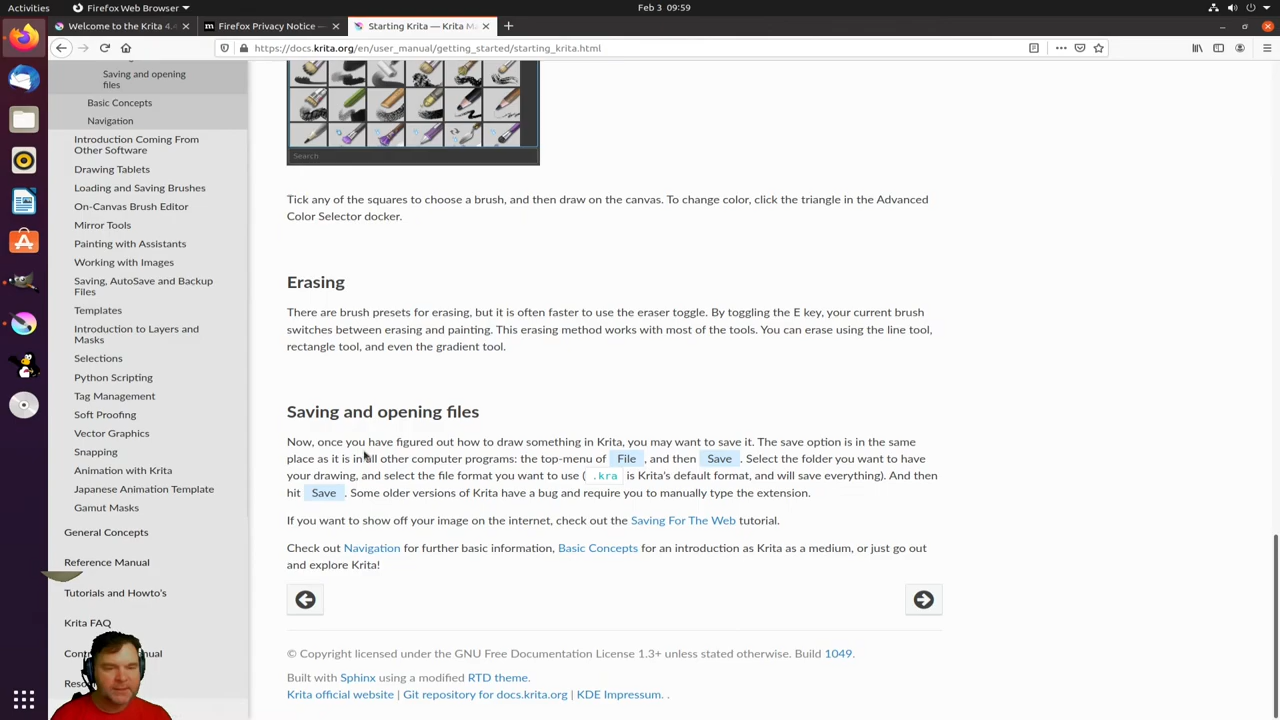 Activities
Firefox Web Browser
Feb 3 09:59
Welcome to the Krita 4.4
Firefox Privacy Notice —
Starting Krita — Krita M
https://docs.krita.org/en/user_manual/getting_started/starting_krita.html
Saving and opening
files
Basic Concepts
Navigation
Introduction Coming From
Other Software
Drawing Tablets
Loading and Saving Brushes
On-Canvas Brush Editor
Mirror Tools
Painting with Assistants
Working with Images
Saving, AutoSave and Backup
Files
Templates
Introduction to Layers and
Masks
Selections
Python Scripting
Tag Management
Soft Proofing
Vector Graphics
Snapping
Animation with Krita
Japanese Animation Template
Gamut Masks
General Concepts
Reference Manual
Tutorials and Howto's
Krita FAQ
Cont
ual
Reso
Search
Tick any of the squares to choose a brush, and then draw on the canvas. To change color, click the triangle in the Advanced
Color Selector docker.
Erasing
There are brush presets for erasing, but it is often faster to use the eraser toggle. By toggling the E key, your current brush
switches between erasing and painting. This erasing method works with most of the tools. You can erase using the line tool,
rectangle tool, and even the gradient tool.
Saving and opening files
Now, once you have figured out how to draw something in Krita, you may want to save it. The save option is in the same
place as it is in all other computer programs: the top-menu of File , and then Save . Select the folder you want to have
your drawing, and select the file format you want to use ( .kra is Krita's default format, and will save everything). And then
hit Save . Some older versions of Krita have a bug and require you to manually type the extension.
If you want to show off your image on the internet, check out the Saving For The Web tutorial.
Check out Navigation for further basic information, Basic Concepts for an introduction as Krita as a medium, or just go out
and explore Krita!
© Copyright licensed under the GNU Free Documentation License 1.3+ unless stated otherwise. Build 1049.
Built with Sphinx using a modified RTD theme.
Krita official website | Git repository for docs.krita.org | KDE Impressum. .